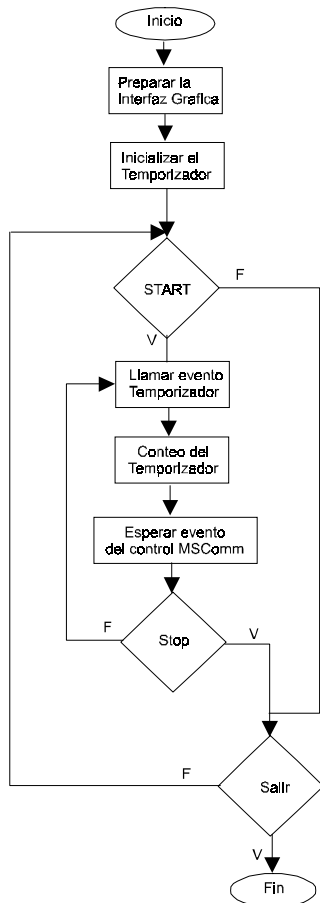 Inicio
Preparar la
Interfaz Grafica
Inicializar el
Temporizador
START
F
V
Llamar evento
Temporizador
Conteo del
Temporizador
Esperar evento
del control MSComm
F
Stop
V
F
Salir
V
Fin